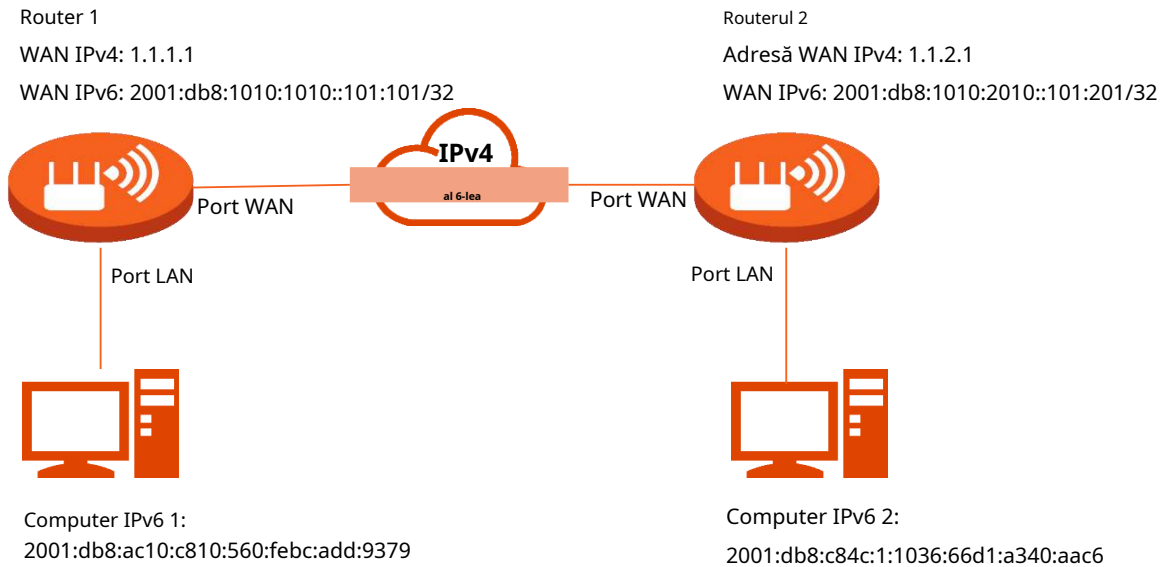 Router 1
WAN IPv4: 1.1.1.1
WAN IPv6: 2001:db8:1010:1010::101:101/32
Routerul 2
Adresă WAN IPv4: 1.1.2.1
WAN IPv6: 2001:db8:1010:2010::101:201/32
IPv4
al 6-lea
Port WAN
Port WAN
Port LAN
Port LAN
Computer IPv6 1:
2001:db8:ac10:c810:560:febc:add:9379
Computer IPv6 2:
2001:db8:c84c:1:1036:66d1:a340:aac6